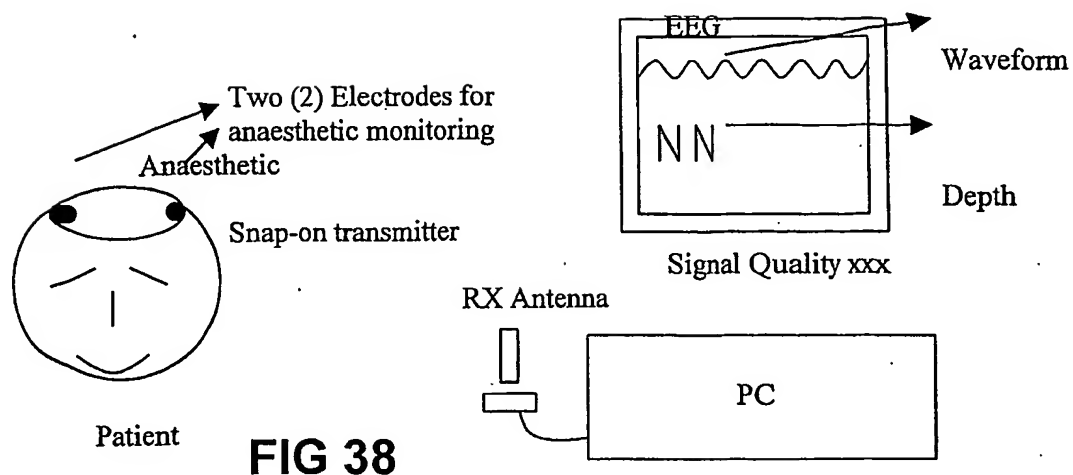 EEG
Waveform
Two (2) Electrodes for
anaesthetic monitoring
Anaesthetic
NN
Depth
Snap-on transmitter
Signal Quality xxx
RX Antenna
PC
Patient
FIG 38